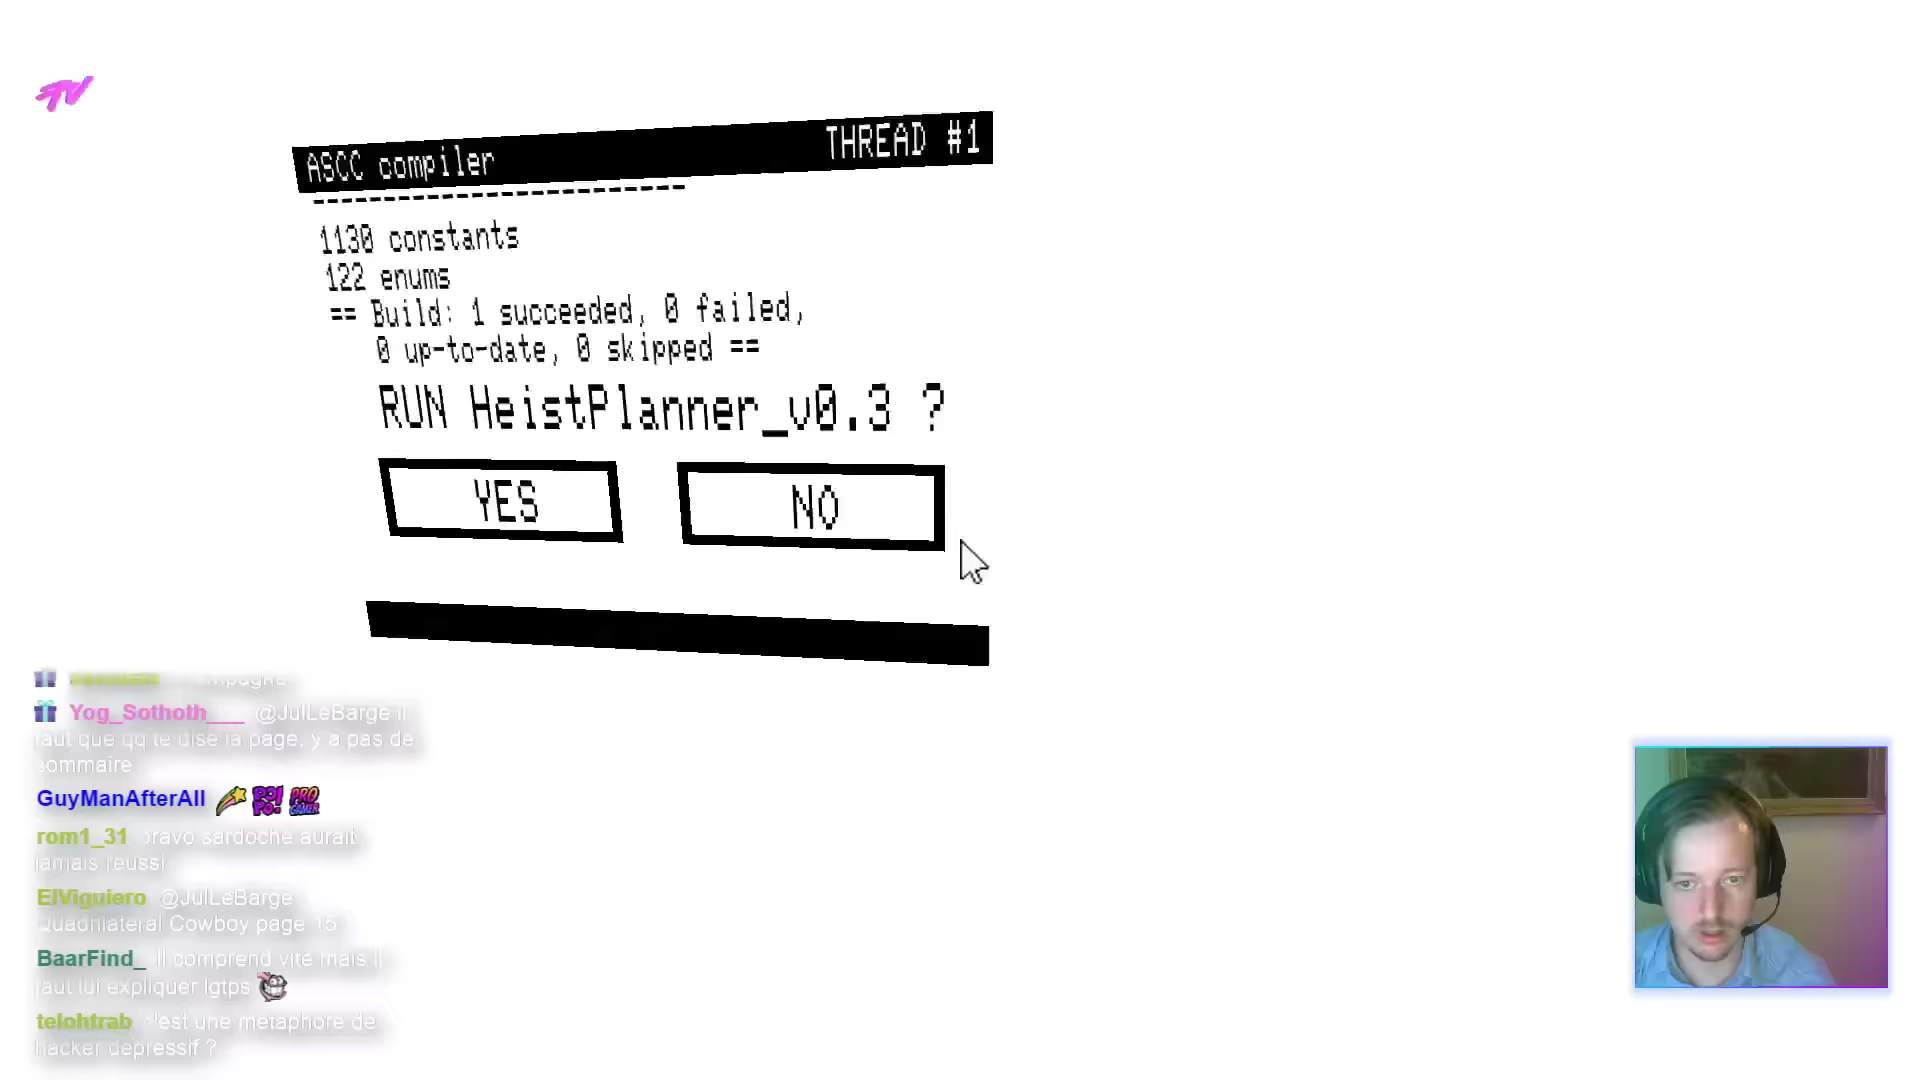 TV
ASCC compiler THREAD #1
1130 constants
122 enums
== Build: 1 succeeded, 0 failed,
0 up-to-date, 0 skipped ==
RUN HeistPlanner_v0.3 ?
YES NO
Yog_Sothoth___ @JulLeBarge il
faut que qq te dise la page, y a pas de
sommaire
GuyManAfterAll
rom1_31 bravo sardoche aurait
jamais réussi
ElViguiero @JulLeBarge
Quadrilateral Cowboy page 15
BaarFind_ Il comprend vite mais il
faut lui expliquer lgtps
telohtrab c'est une metaphore de
hacker depressif ?